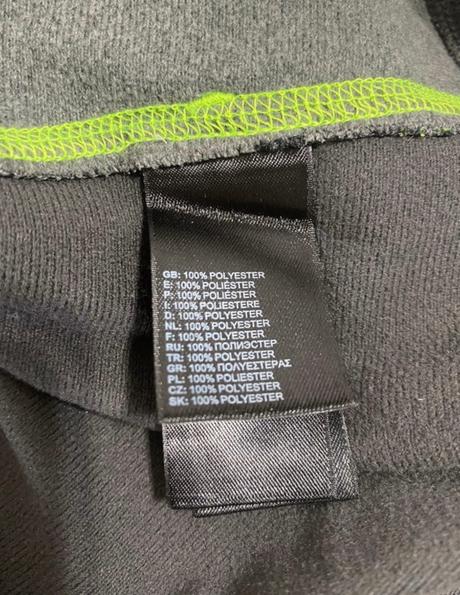 GB: 100% POLYESTER
E: 100% POLIÉSTER
P: 100% POLIÉSTER
I: 100% POLIESTERE
D: 100% POLYESTER
NL: 100% POLYESTER
F: 100% POLYESTER
RU: 100% ПОЛИЭСТЕР
TR: 100% POLYESTER
GR: 100% ΠΟΛΥΕΣΤΕΡΑΣ
PL: 100% POLIESTER
CZ: 100% POLYESTER
SK: 100% POLYESTER